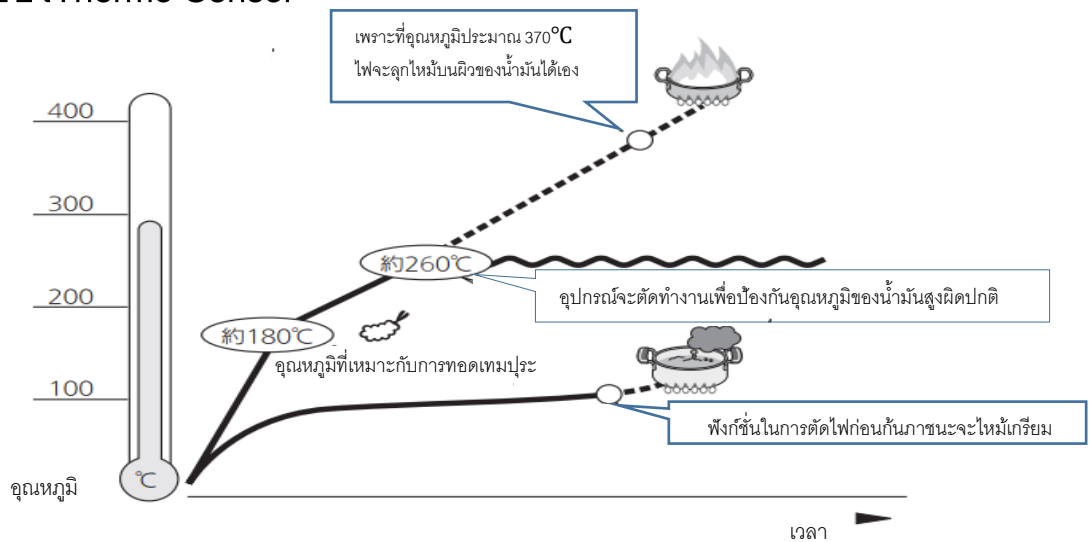 Thermo Sensor
เพราะที่อุณหภูมิประมาณ 370℃
ไฟจะลุกไหม้บนผิวของน้ำมันได้เอง
400
300
約260℃
อุปกรณ์จะตัดทำงานเพื่อป้องกันอุณหภูมิของน้ำมันสูงผิดปกติ
200
約180℃
อุณหภูมิที่เหมาะกับการทอดเทมปุระ
100
ฟังก์ชั่นในการตัดไฟก่อนก้นภาชนะจะไหม้เกรียม
℃
อุณหภูมิ
เวลา